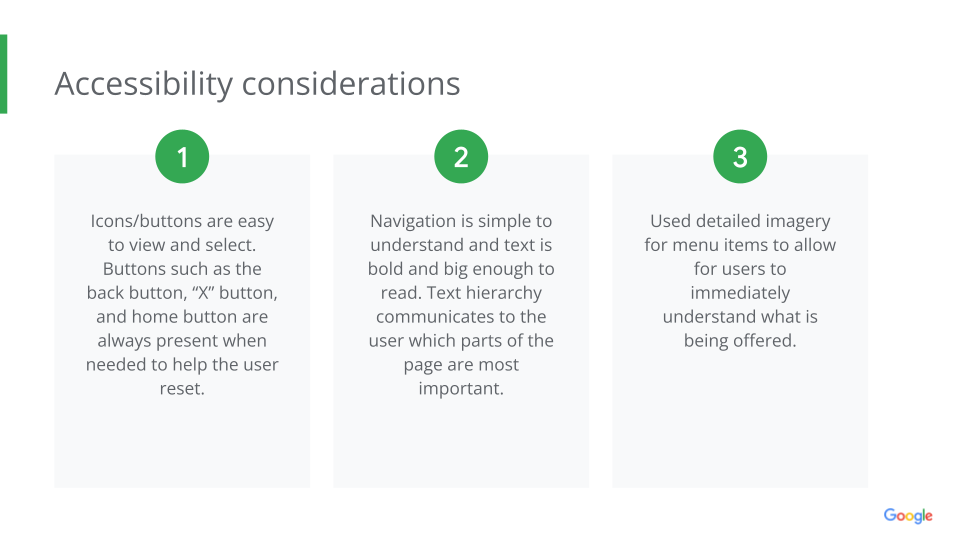 Accessibility considerations
1
Icons/buttons are easy
to view and select.
Buttons such as the
back button, “X” button,
and home button are
always present when
needed to help the user
reset.
2
Navigation is simple to
understand and text is
bold and big enough to
read. Text hierarchy
communicates to the
user which parts of the
page are most
important.
3
Used detailed imagery
for menu items to allow
for users to
immediately
understand what is
being offered.
Google